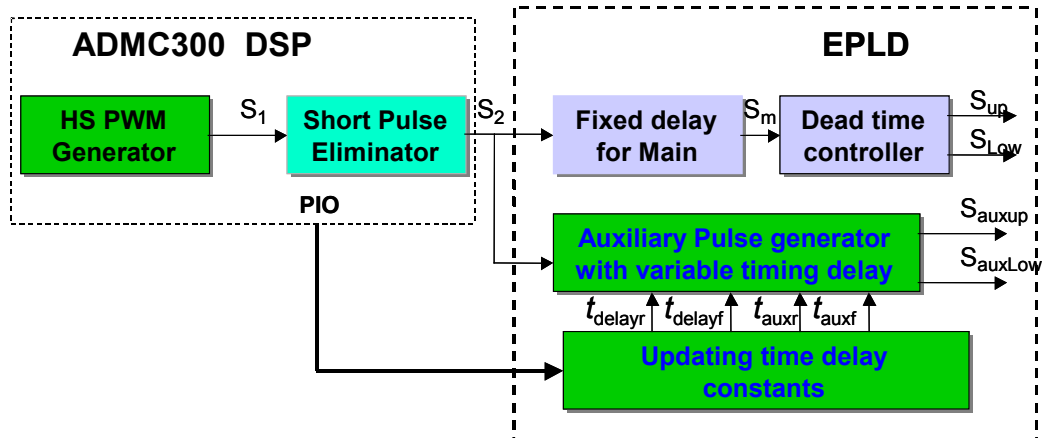 ADMC300 DSP
EPLD
HS PWM
Generator
S1
Short Pulse
Eliminator
S2
Fixed delay
for Main
Sm
Dead time
controller
Sup
SLow
PIO
Auxiliary Pulse generator
with variable timing delay
Sauxup
SauxLow
tdelayr tdelayf tauxr tauxf
Updating time delay
constants